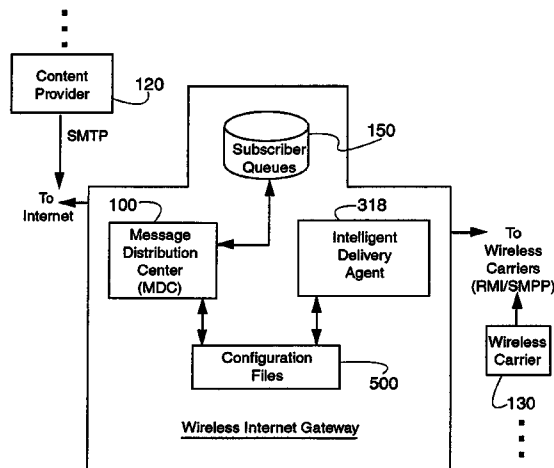 Content
Provider
120
SMTP
To
Internet
150
Subscriber
Queues
100
Message
Distribution
Center
(MDC)
318
Intelligent
Delivery
Agent
To
Wireless
Carriers
(RMI/SMPP)
Wireless
Carrier
130
Configuration
Files
500
Wireless Internet Gateway